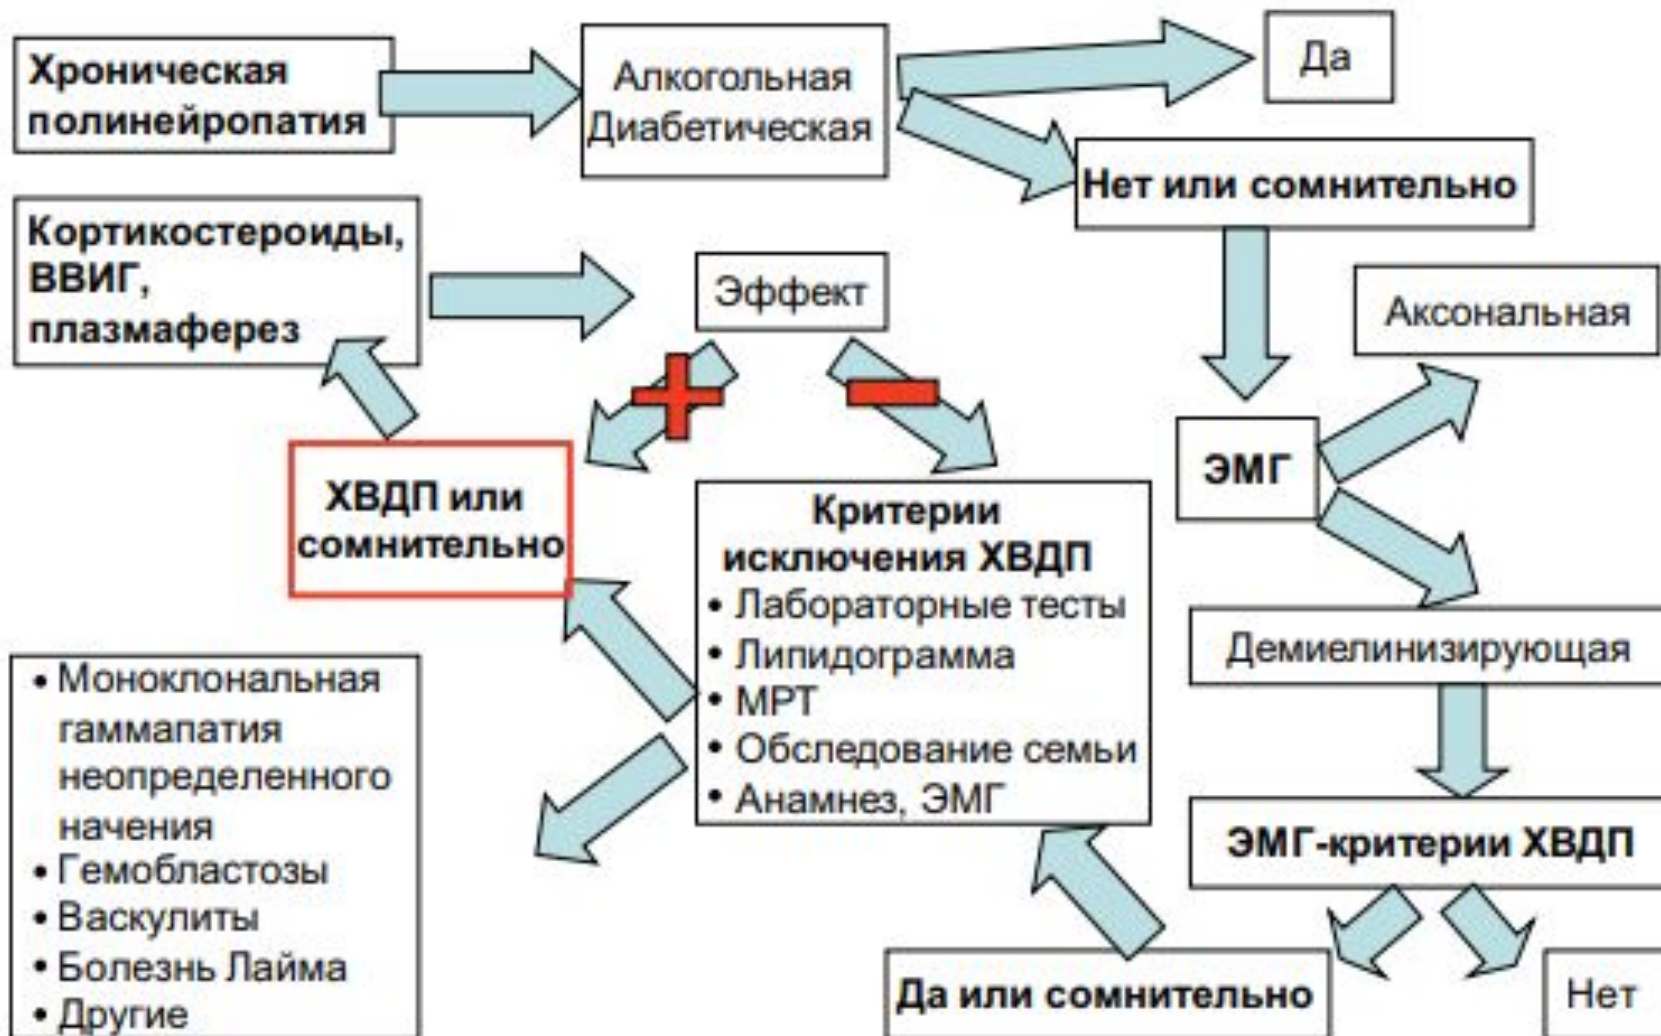 Хроническая
полинейропатия
Алкогольная
Диабетическая
Да
Нет или сомнительно
Кортикостероиды,
ВВИГ,
плазмаферез
Эффект
Аксональная
ЭМГ
ХВДП или
сомнительно
Критерии
исключения ХВДП
• Лабораторные тесты
• Липидограмма
• МРТ
• Обследование семьи
• Анамнез, ЭМГ
Демиелинизирующая
• Моноклональная
гаммапатия
неопределенного
начения
• Гемобластозы
• Васкулиты
• Болезнь Лайма
• Другие
ЭМГ-критерии ХВДП
Да или сомнительно
Нет